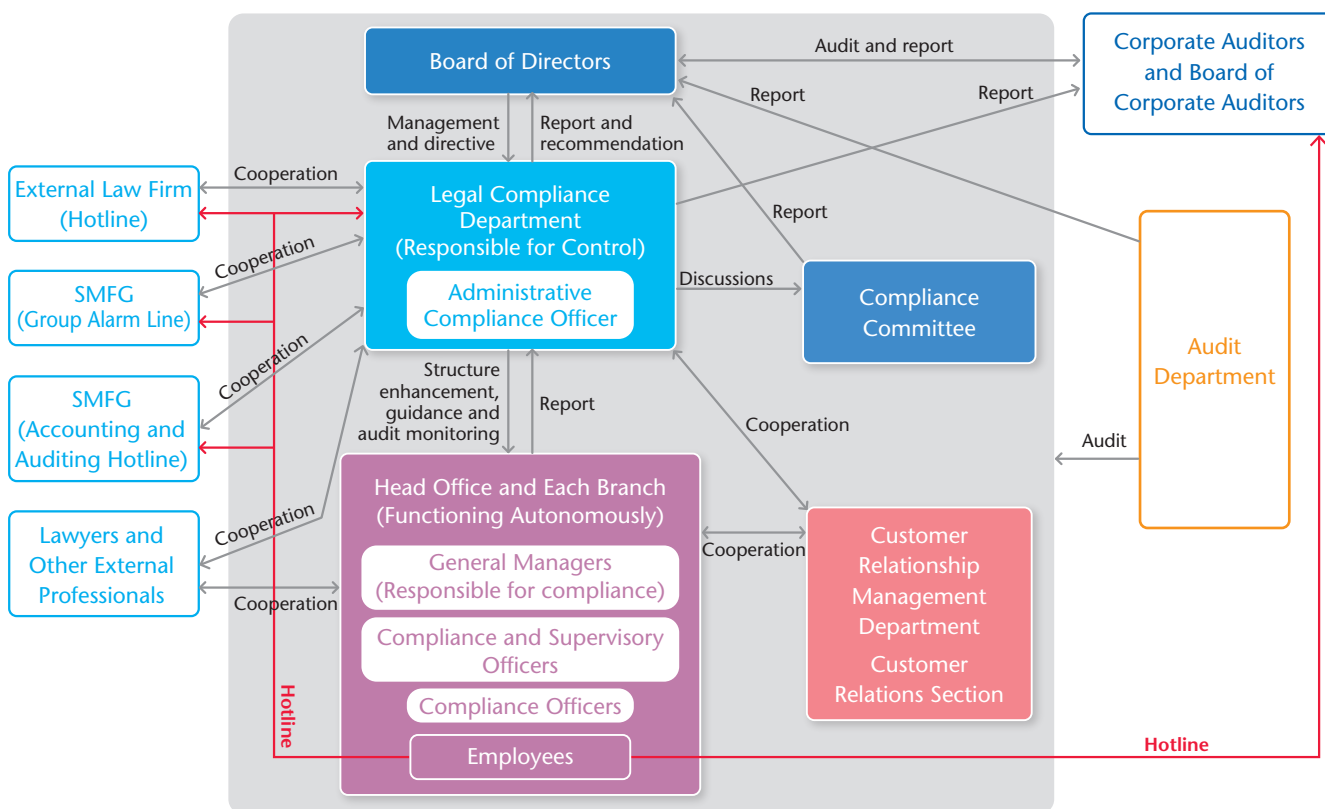 Board of Directors
Audit and report
Corporate Auditors
and Board of
Corporate Auditors
Report
Report
Management
and directive
Report and
recommendation
External Law Firm
(Hotline)
Cooperation
Legal Compliance
Department
(Responsible for Control)
Administrative
Compliance Officer
Report
SMFG
(Group Alarm Line)
Cooperation
Discussions
Compliance
Committee
Audit
Department
SMFG
(Accounting and
Auditing Hotline)
Cooperation
Structure
enhancement,
guidance and
audit monitoring
Report
Cooperation
Audit
Head Office and Each Branch
(Functioning Autonomously)
Lawyers and
Other External
Professionals
Cooperation
Cooperation
General Managers
(Responsible for compliance)
Compliance and Supervisory
Officers
Compliance Officers
Employees
Cooperation
Customer
Relationship
Management
Department
Customer
Relations Section
Hotline
Hotline